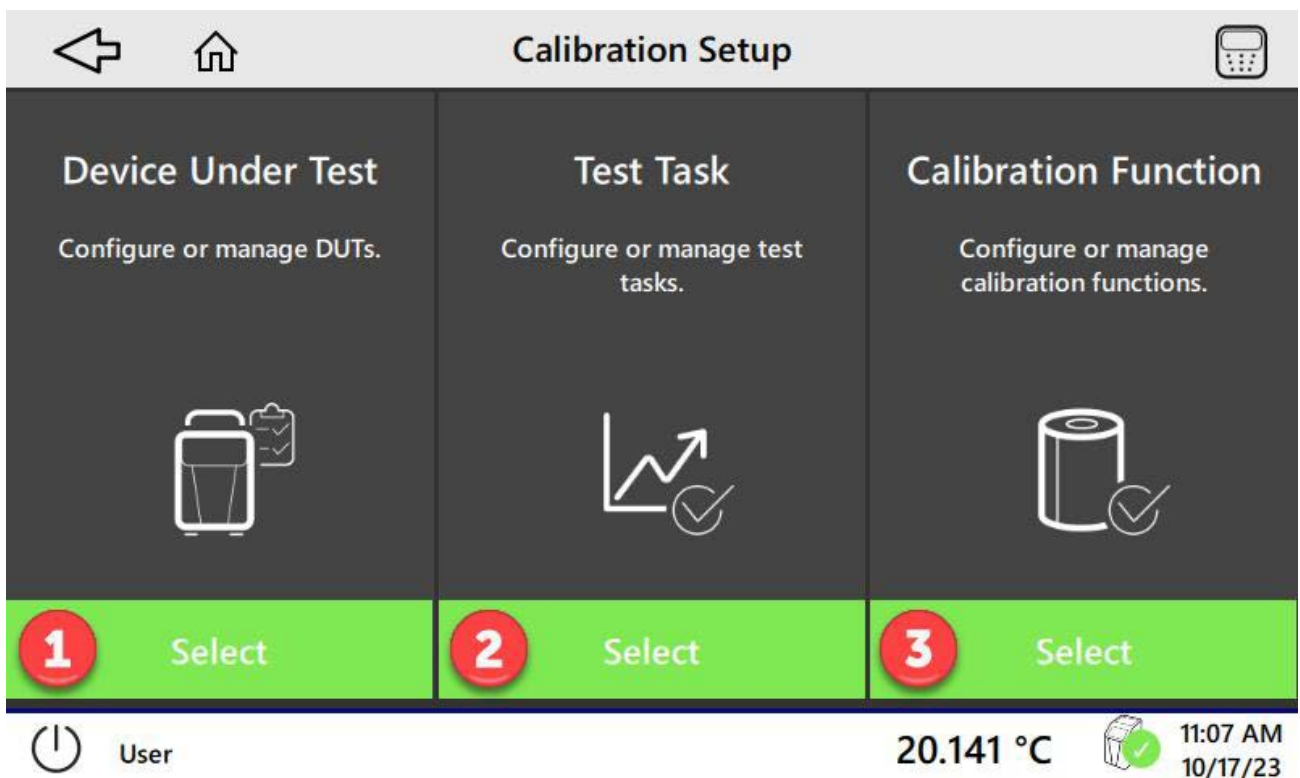 Calibration Setup
Device Under Test
Configure or manage DUTs.
Test Task
Configure or manage test
tasks.
Calibration Function
Configure or manage
calibration functions.
1 Select
2 Select
3 Select
User
20.141 °C
11:07 AM
10/17/23